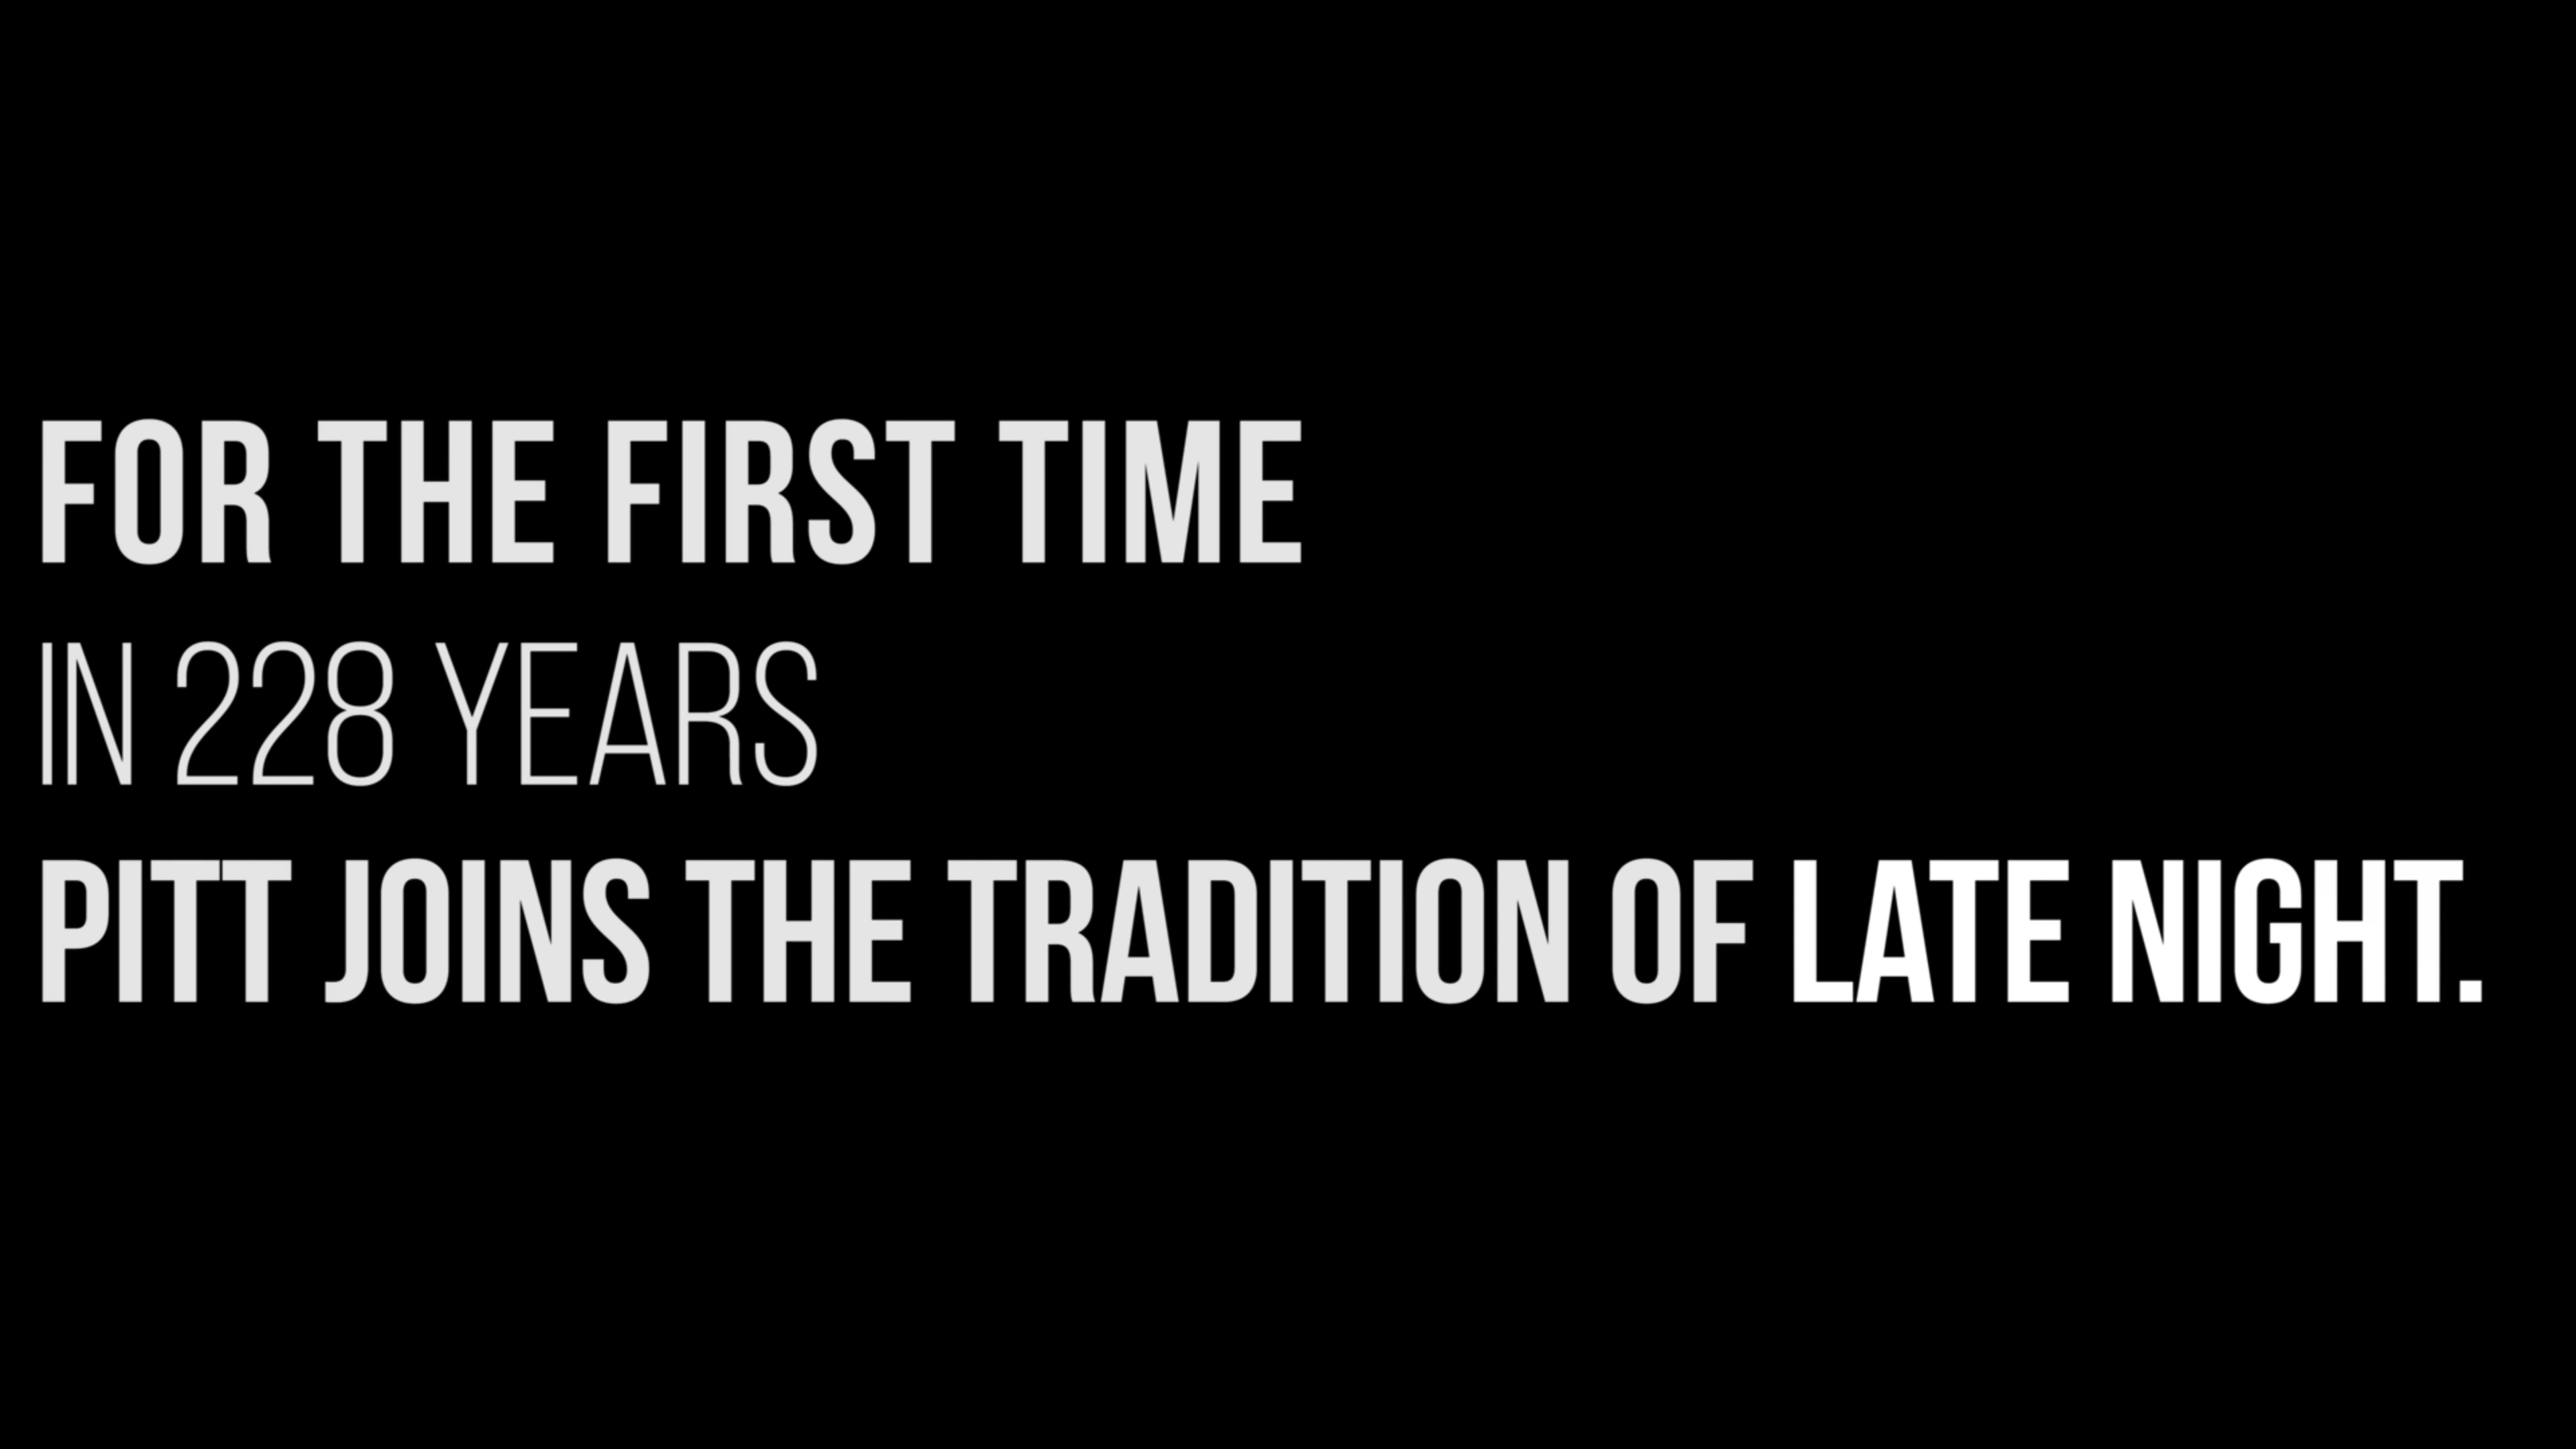 FOR THE FIRST TIME
IN 228 YEARS
PITT JOINS THE TRADITION OF LATE NIGHT.